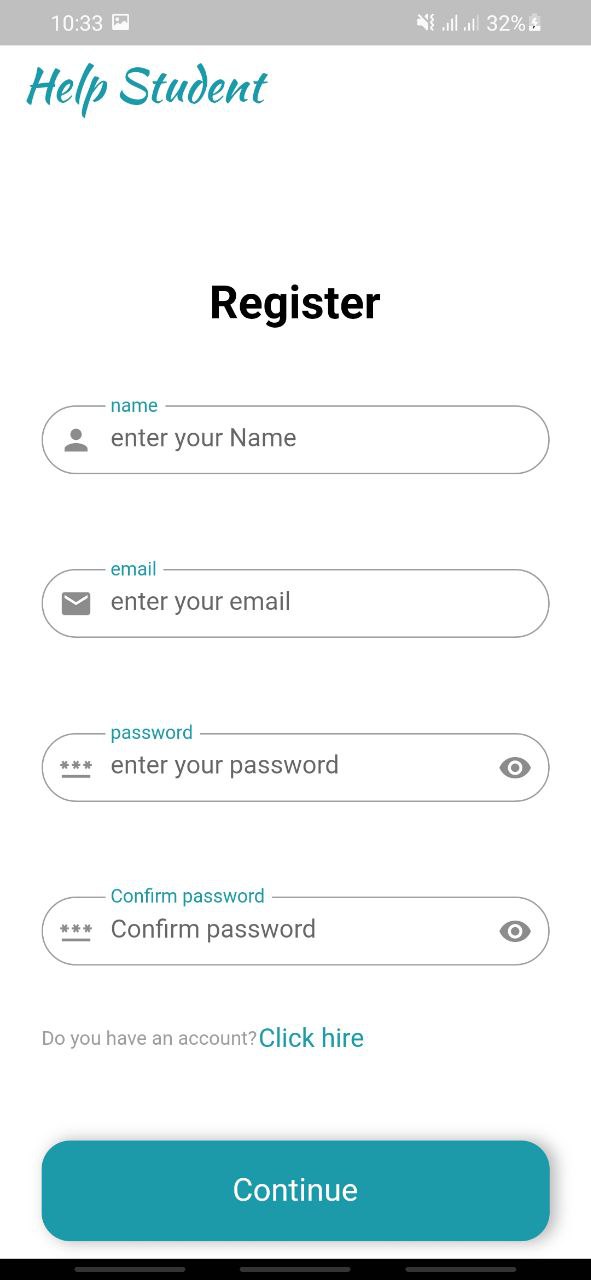 10:33 32%
Help Student
Register
name
enter your Name
email
enter your email
password
*** enter your password
Confirm password
*** Confirm password
Do you have an account?Click hire
Continue